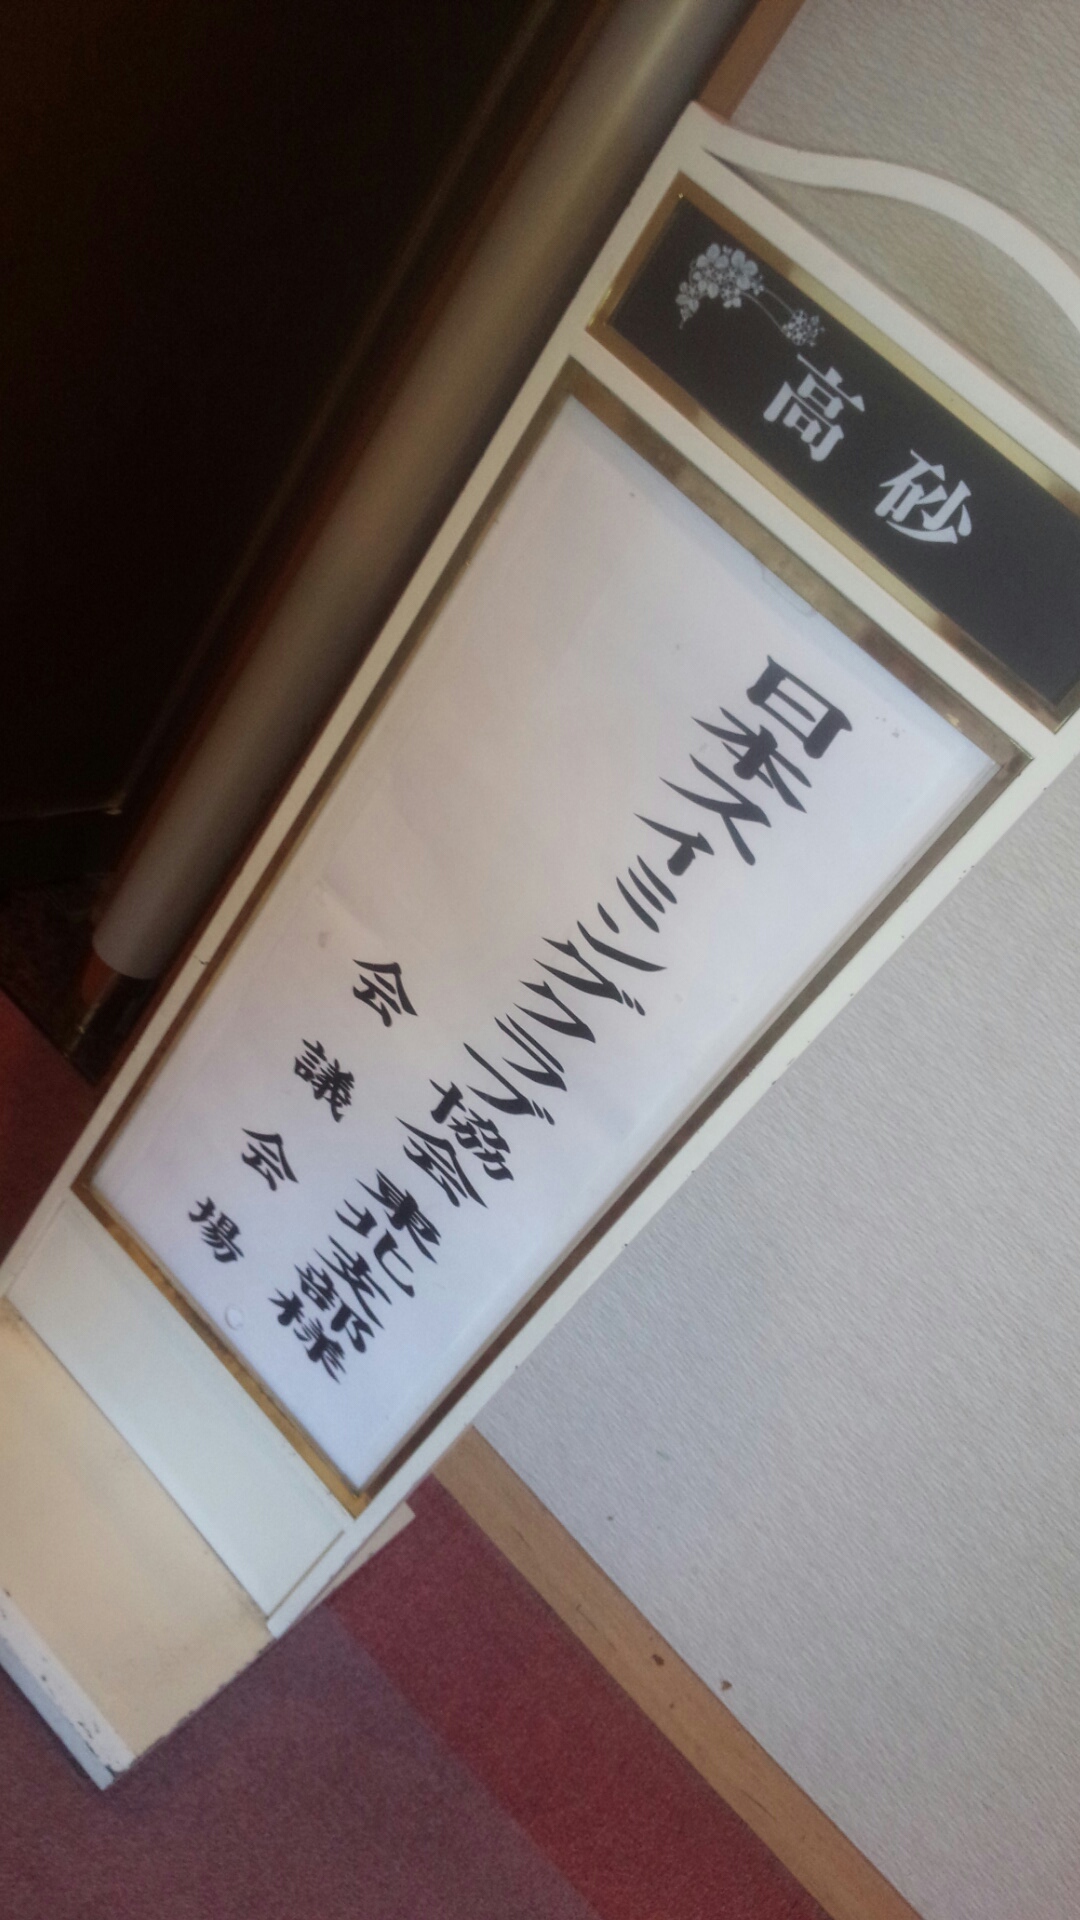 高砂
日本スイミングクラブ協会東北支部様
会議会場